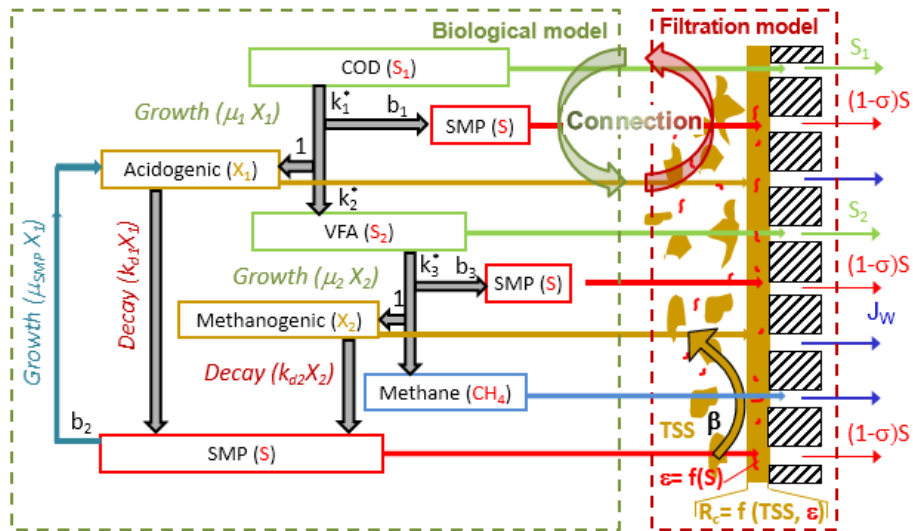 Biological model
Filtration model
COD (S₁)
S₁
Growth (μ₁ X₁)
k₁*
b₁
SMP (S)
Connection
(1-σ)S
1
Acidogenic (X₁)
k₂*
VFA (S₂)
S₂
Growth (μSMP X₁)
Decay (kd1X₁)
Growth (μ₂ X₂)
k₃*
b₃
SMP (S)
(1-σ)S
1
Methanogenic (X₂)
JW
Decay (kd2X₂)
Methane (CH₄)
TSS
β
b₂
SMP (S)
(1-σ)S
ε= f(S)
Rc= f (TSS, ε)